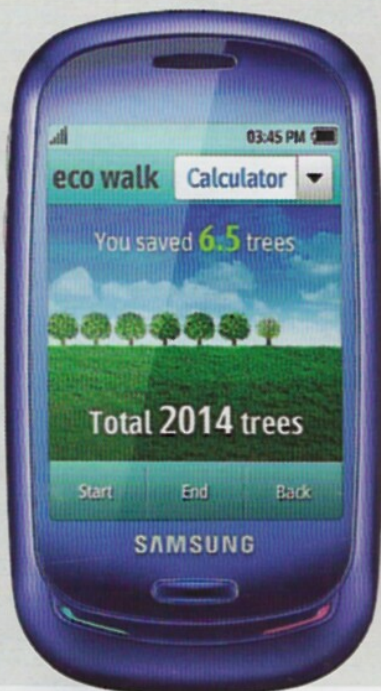 03:45 PM
eco walk Calculator
You saved 6.5 trees
Total 2014 trees
Start End Back
SAMSUNG